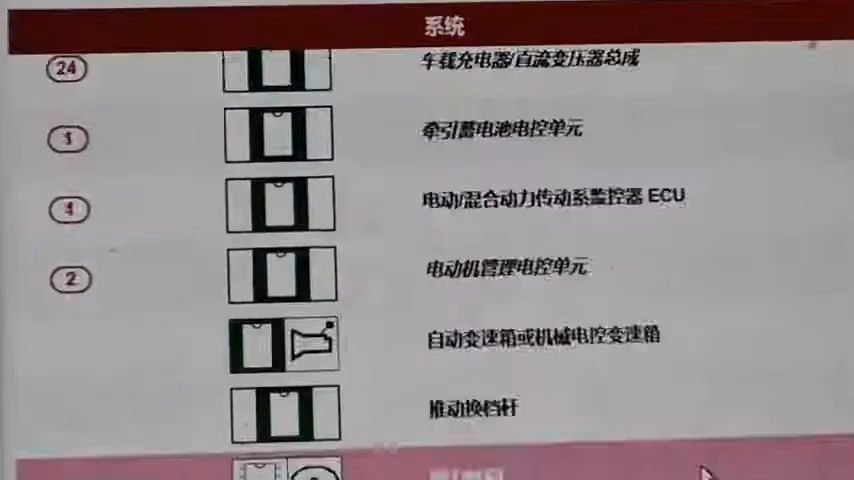 系统
24 车载充电器/直流变压器总成
牵引蓄电池电控单元
4 电动/混合动力传动系监控器 ECU
2 电动机管理电控单元
自动变速箱或机械电控变速箱
推动换档杆